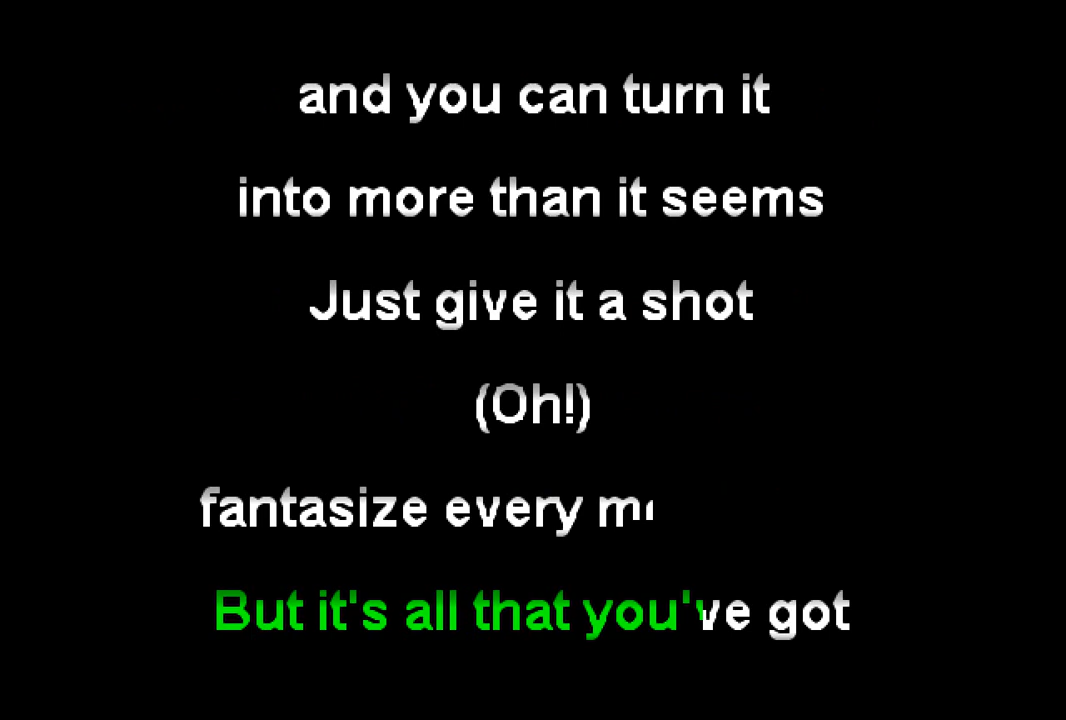 and you can turn it
into more than it seems
Just give it a shot
(Oh!)
fantasize every
But it's all that you've got